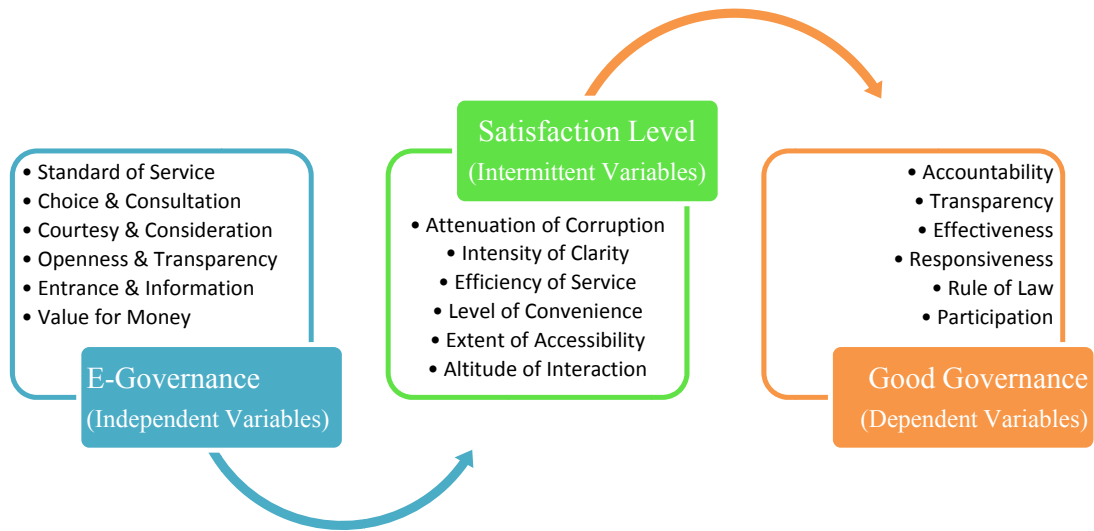 • Standard of Service
• Choice & Consultation
• Courtesy & Consideration
• Openness & Transparency
• Entrance & Information
• Value for Money
E-Governance
(Independent Variables)
Satisfaction Level
(Intermittent Variables)
• Attenuation of Corruption
• Intensity of Clarity
• Efficiency of Service
• Level of Convenience
• Extent of Accessibility
• Altitude of Interaction
• Accountability
• Transparency
• Effectiveness
• Responsiveness
• Rule of Law
• Participation
Good Governance
(Dependent Variables)